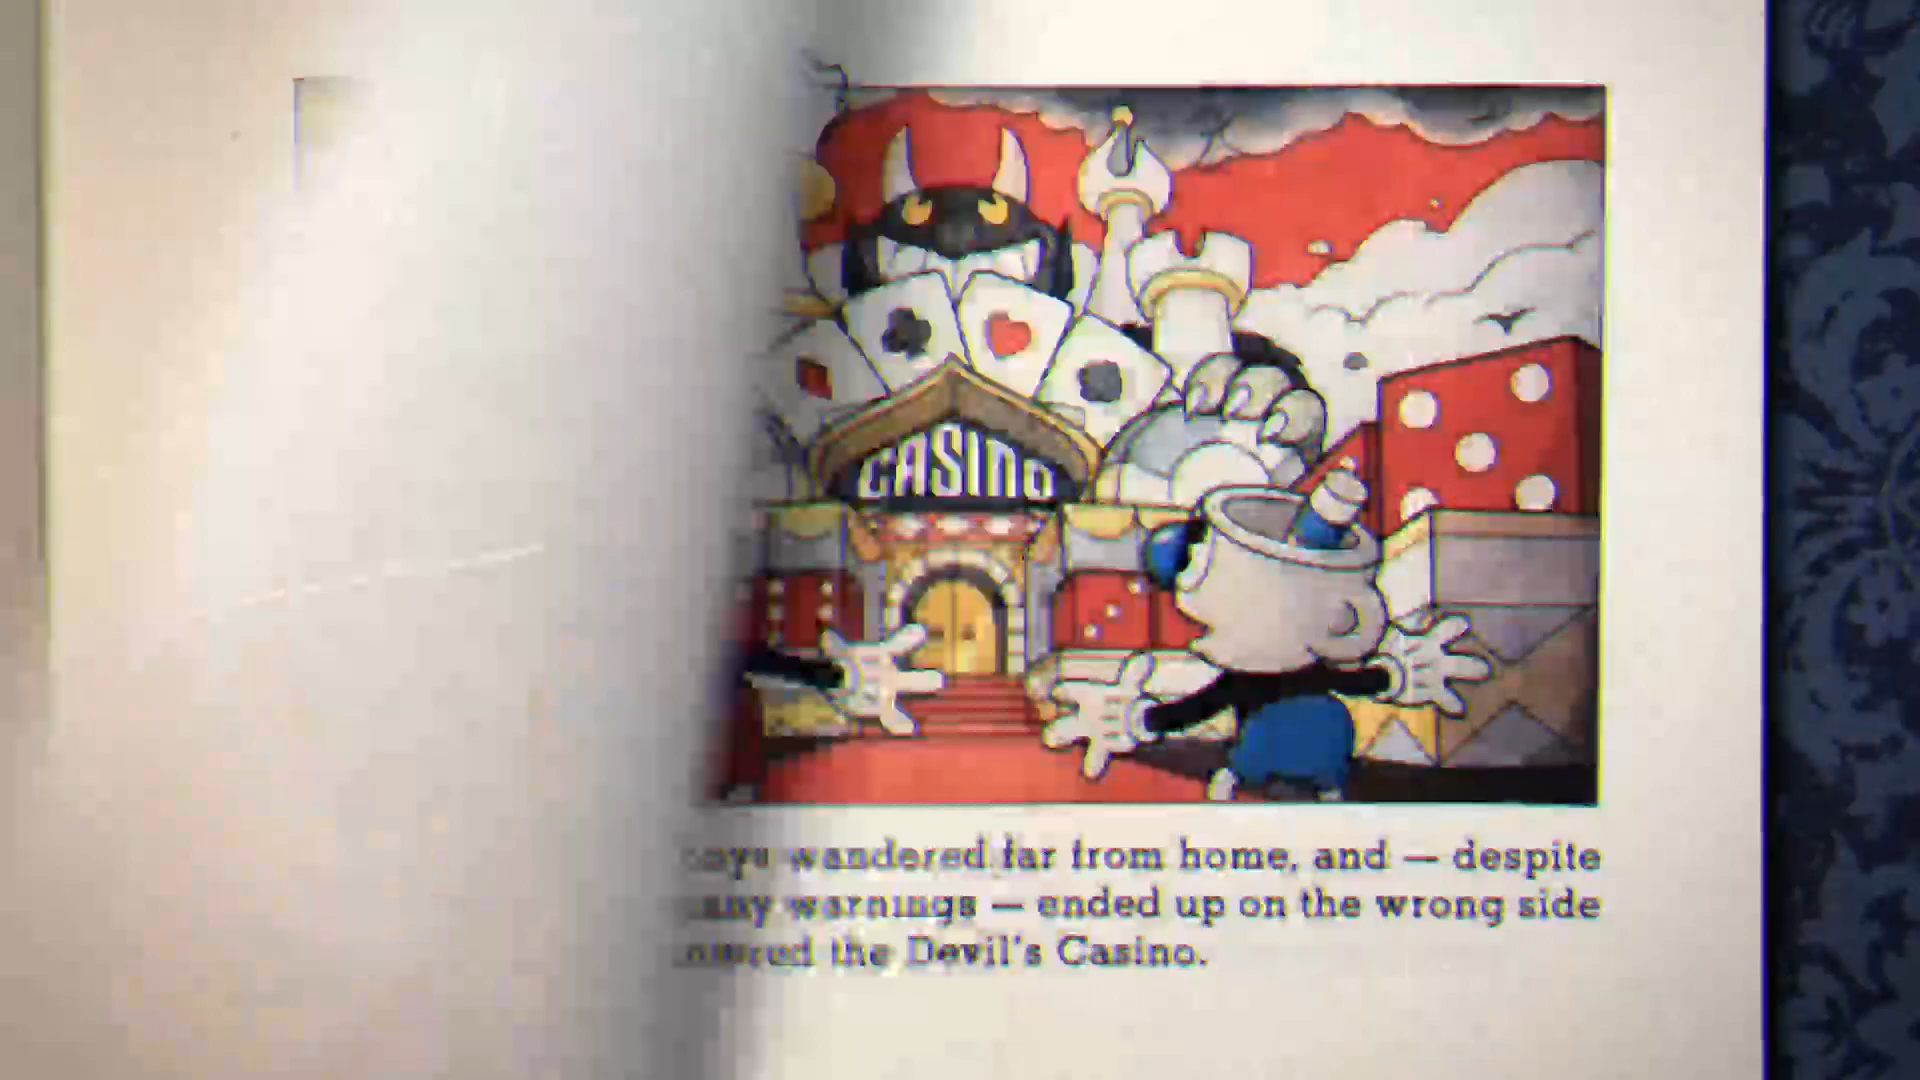 CASINO
wandered far from home, and — despite
warnings — ended up on the wrong side
the Devil's Casino.